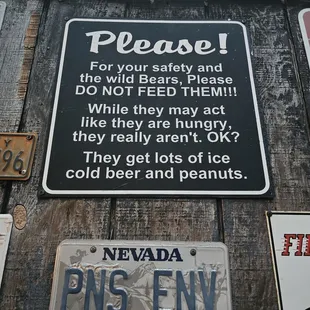 Please!
For your safety and
the wild Bears, Please
DO NOT FEED THEM!!!
While they may act
like they are hungry,
they really aren't. OK?
They get lots of ice
cold beer and peanuts.
96
NEVADA
PNS ENV